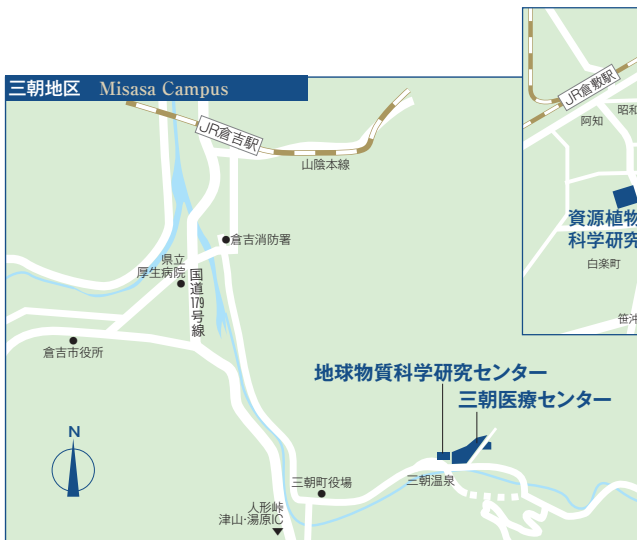 三朝地区 Misasa Campus
JR倉吉駅
山陰本線
倉吉消防署
県立
厚生病院
国道179号線
倉吉市役所
地球物質科学研究センター
三朝医療センター
N
三朝町役場
三朝温泉
人形峠
津山・湯原IC
JR倉敷駅
阿知
昭和
資源植物
科学研究
白楽町
笹沖